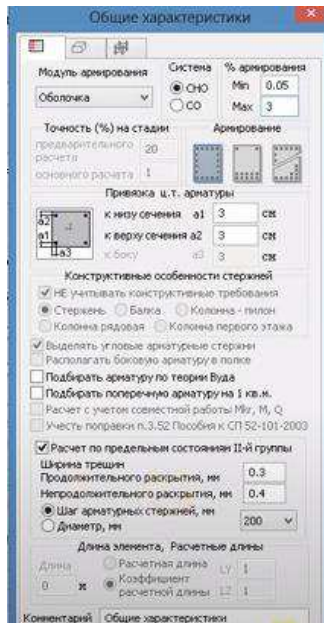 Общие характеристики
Модуль армирования
Система
% армирования
Оболочка
СНО
СО
Min 0.05
Max 3
Точность (%) на стадии
предварительного расчета 20
основного расчета 1
Армирование
Привязка ц.т. арматуры
a2
a1
a3
к низу сечения a1 3 см
к верху сечения a2 3 см
к боку a3 3 см
Конструктивные особенности стержней
НЕ учитывать конструктивные требования
Стержень Балка Колонна - пилон
Колонна рядовая Колонна первого этажа
Выделять угловые арматурные стержни
Располагать боковую арматуру в полке
Подбирать арматуру по теории Вуда
Подбирать поперечную арматуру на 1 кв.м.
Расчет с учетом совместной работы Mkr, M, Q
Учесть поправки п.3.52 Пособия к СП 52-101-2003
Расчет по предельным состояниям II-й группы
Ширина трещин
Продолжительного раскрытия, мм 0.3
Непродолжительного раскрытия, мм 0.4
Шаг арматурных стержней, мм
Диаметр, мм
200
Длина элемента, Расчетные длины
Длина
0 м
Расчетная длина
Коэффициент расчетной длины
LY 1
LZ 1
Комментарий Общие характеристики